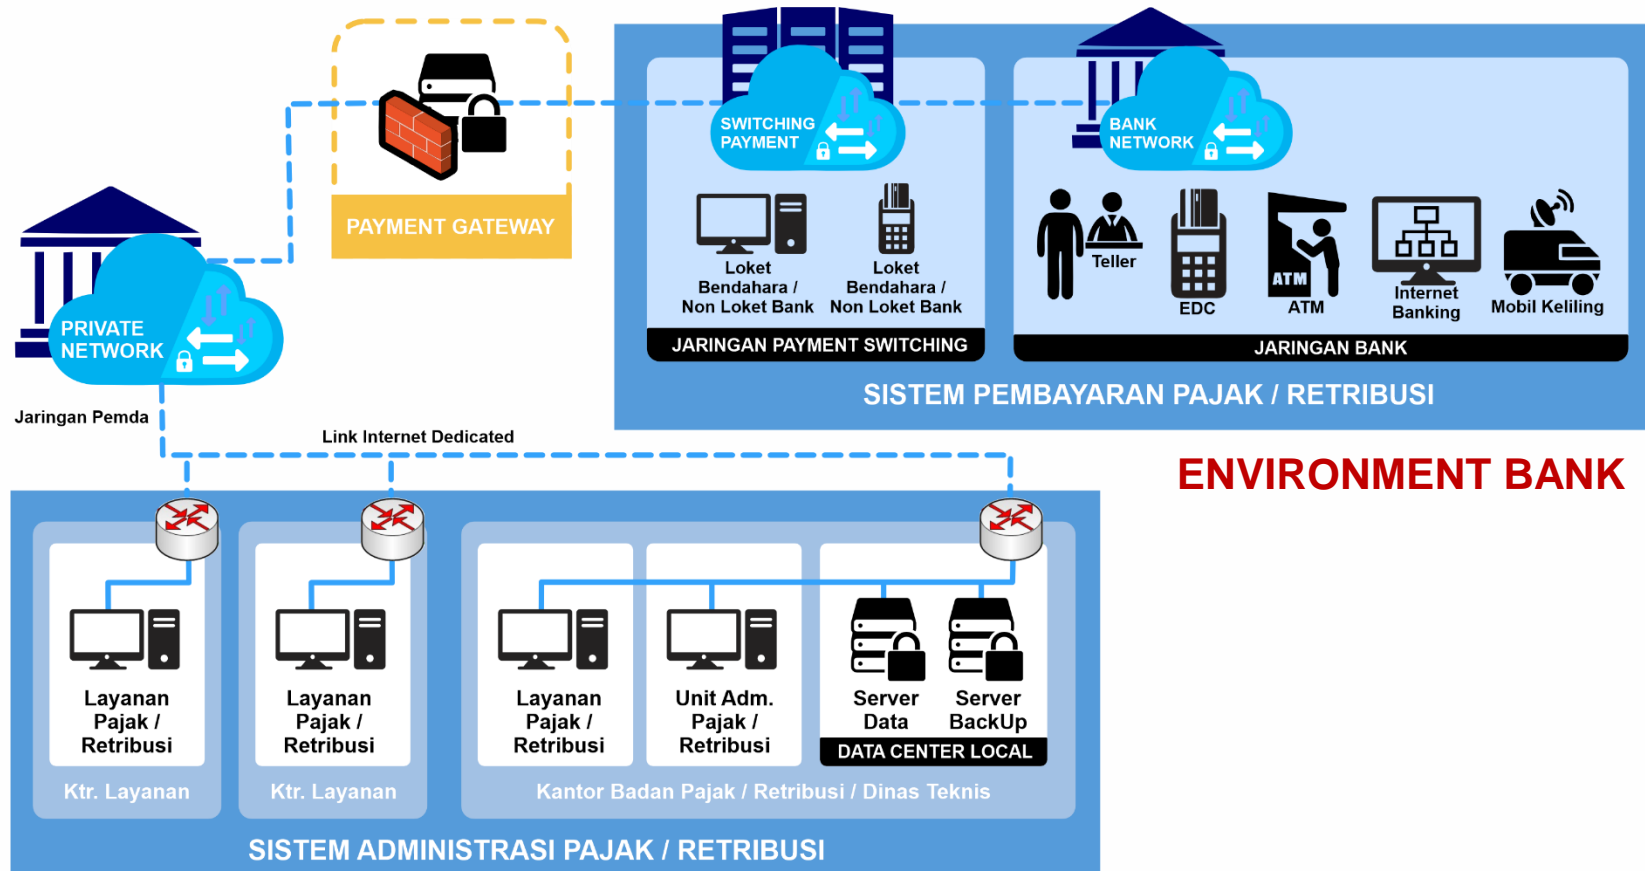 SWITCHING
PAYMENT
BANK
NETWORK
PAYMENT GATEWAY
Loket
Bendahara /
Non Loket Bank
Loket
Bendahara /
Non Loket Bank
JARINGAN PAYMENT SWITCHING
Teller
EDC
ATM
ATM
Internet
Banking
Mobil Keliling
JARINGAN BANK
SISTEM PEMBAYARAN PAJAK / RETRIBUSI
PRIVATE
NETWORK
Jaringan Pemda
Link Internet Dedicated
ENVIRONMENT BANK
Layanan
Pajak /
Retribusi
Ktr. Layanan
Layanan
Pajak /
Retribusi
Ktr. Layanan
Layanan
Pajak /
Retribusi
Unit Adm.
Pajak /
Retribusi
Server
Data
Server
BackUp
DATA CENTER LOCAL
Kantor Badan Pajak / Retribusi / Dinas Teknis
SISTEM ADMINISTRASI PAJAK / RETRIBUSI